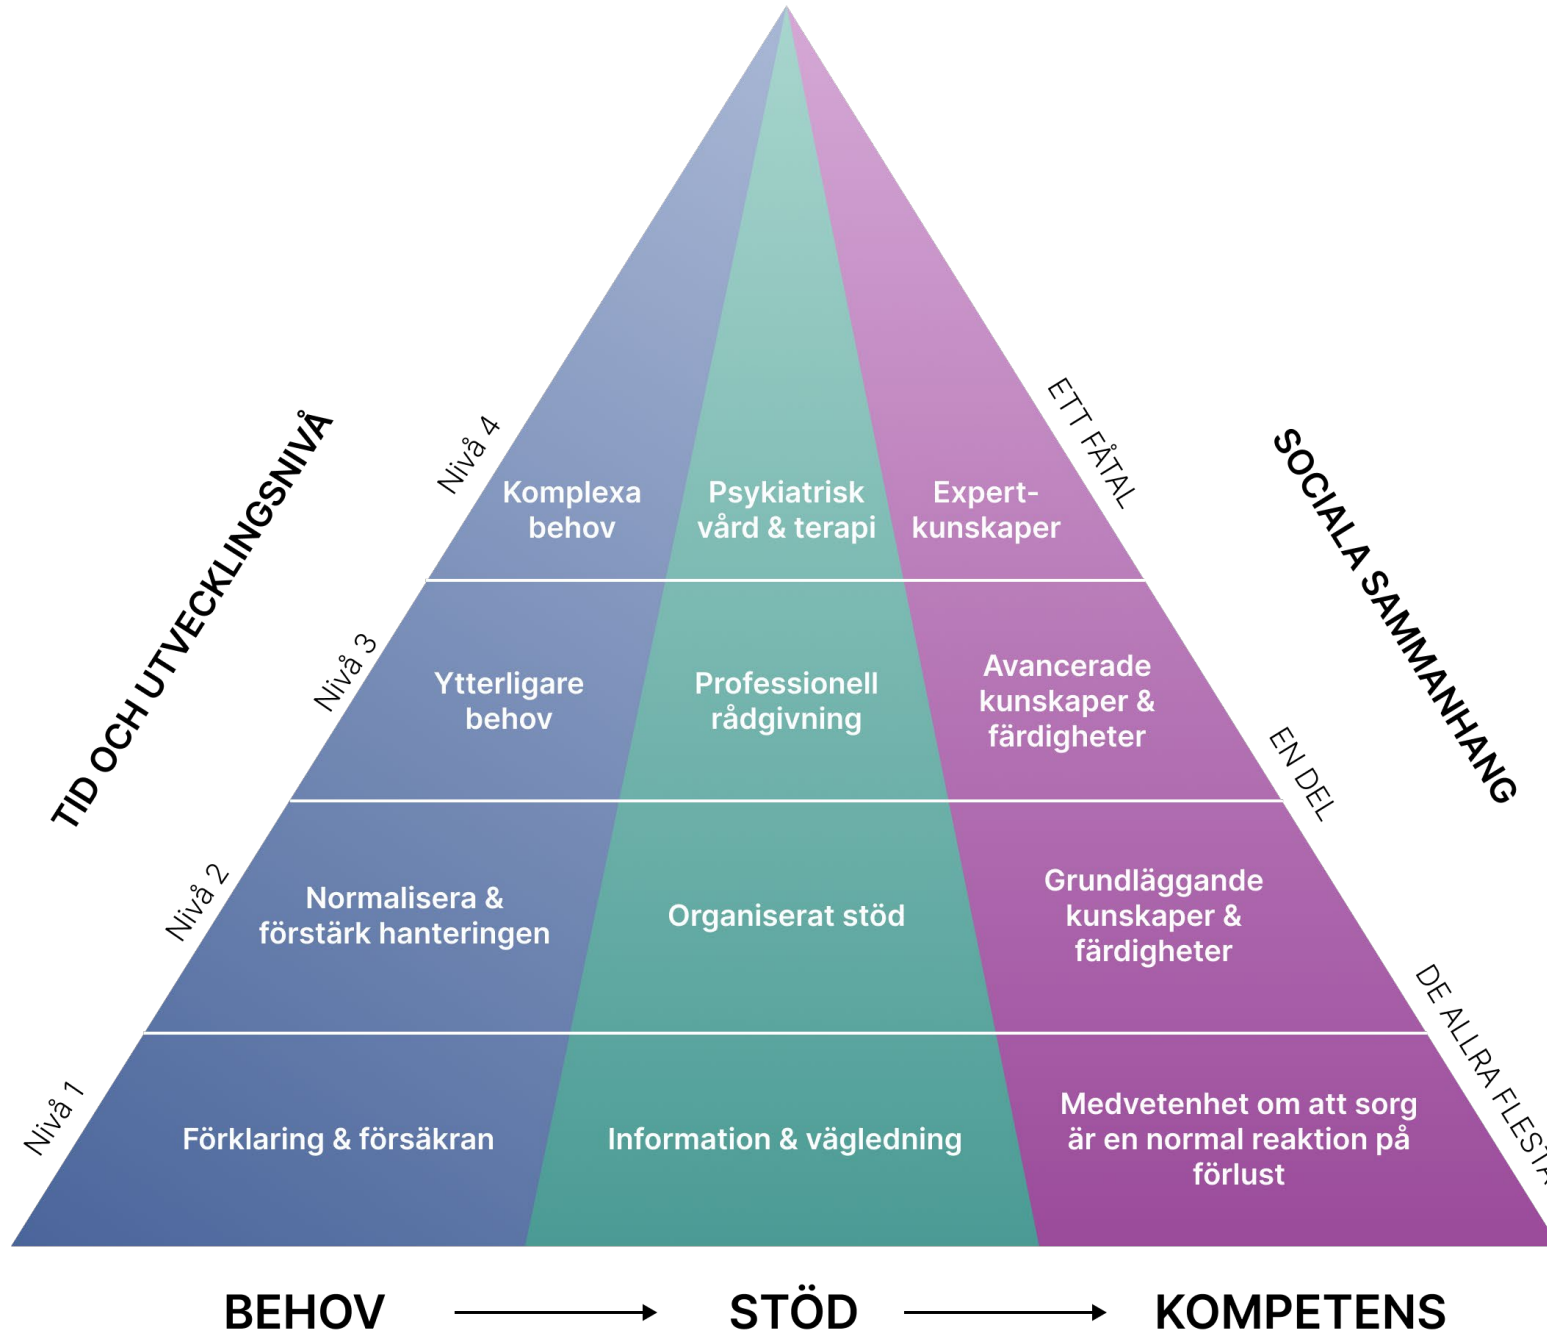 TID OCH UTVECKLINGSNIVÅ
SOCIALA SAMMANHANG
Nivå 4
Komplexa
behov
Psykiatrisk
vård & terapi
Expert-
kunskaper
ETT FÅTAL
Nivå 3
Ytterligare
behov
Professionell
rådgivning
Avancerade
kunskaper &
färdigheter
EN DEL
Nivå 2
Normalisera &
förstärk hanteringen
Organiserat stöd
Grundläggande
kunskaper &
färdigheter
DE ALLRA FLESTA
Nivå 1
Förklaring & försäkran
Information & vägledning
Medvetenhet om att sorg
är en normal reaktion på
förlust
BEHOV
STÖD
KOMPETENS